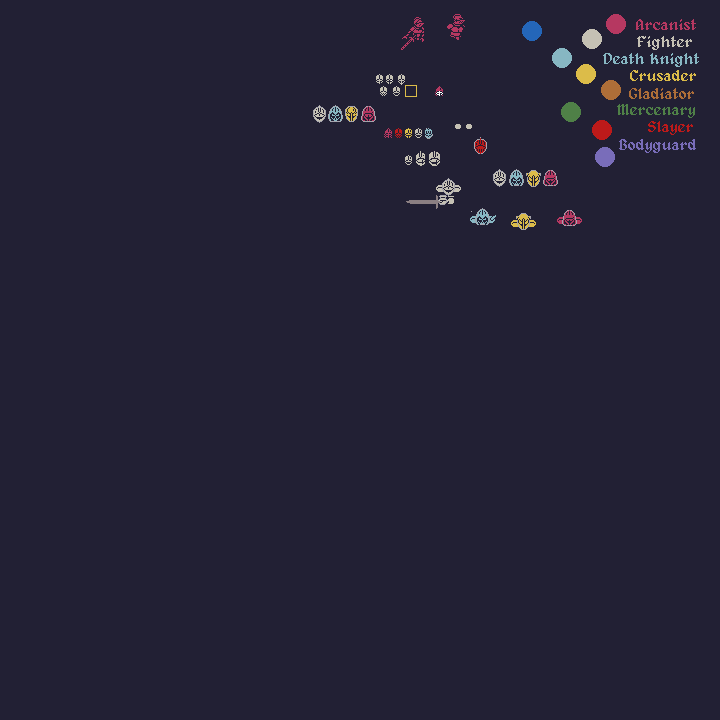 Arcanist
Fighter
Death Knight
Crusader
Gladiator
Mercenary
Slayer
Bodyguard